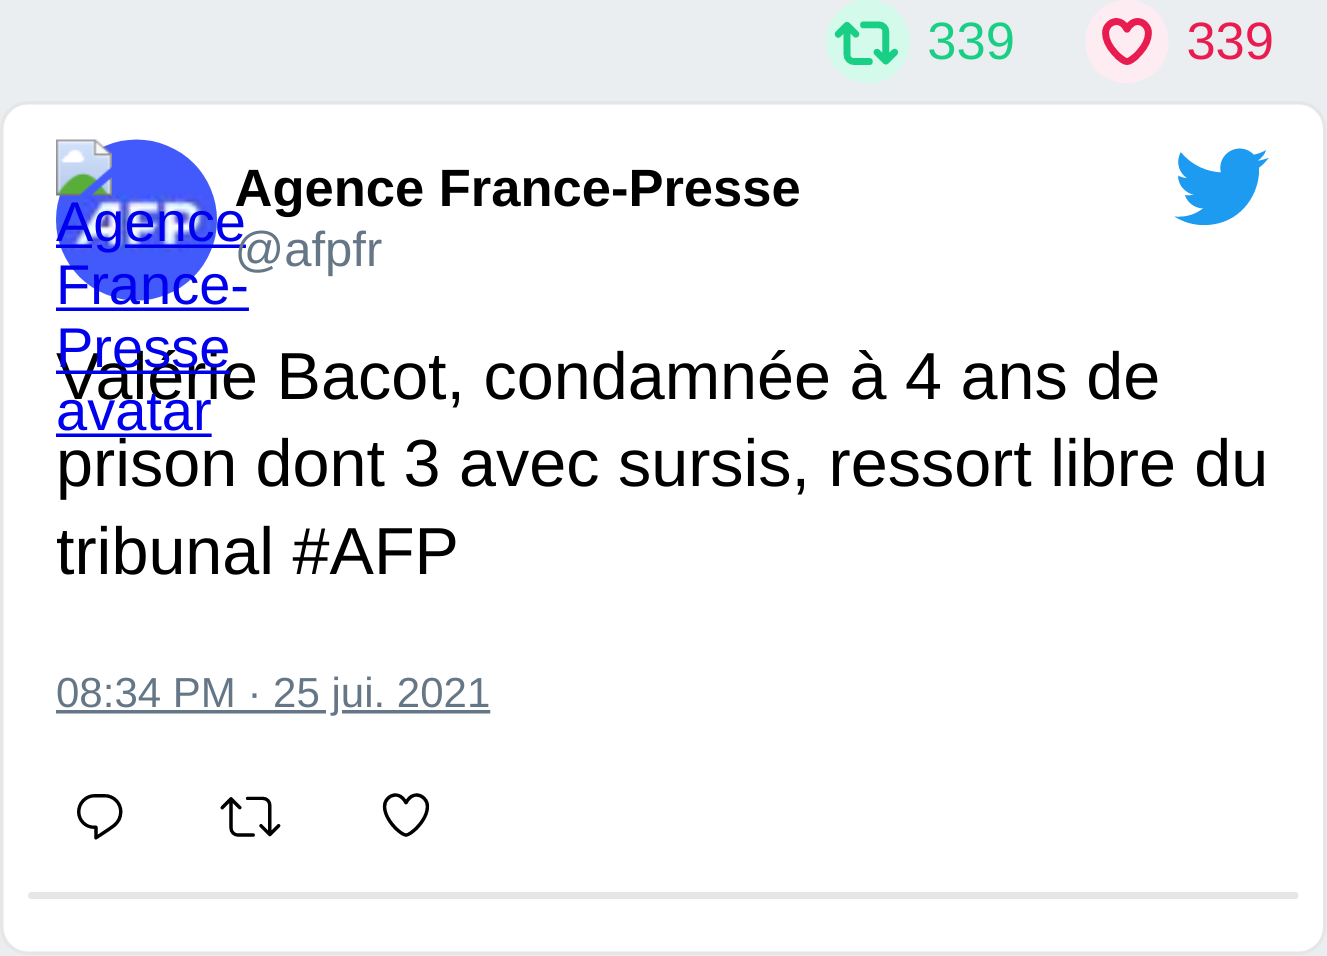 339 339
Agence France-Presse
@afpfr
AFP
Agence
France-
Presse
avatar
Valérie Bacot, condamnée à 4 ans de
prison dont 3 avec sursis, ressort libre du
tribunal #AFP
08:34 PM · 25 jui. 2021